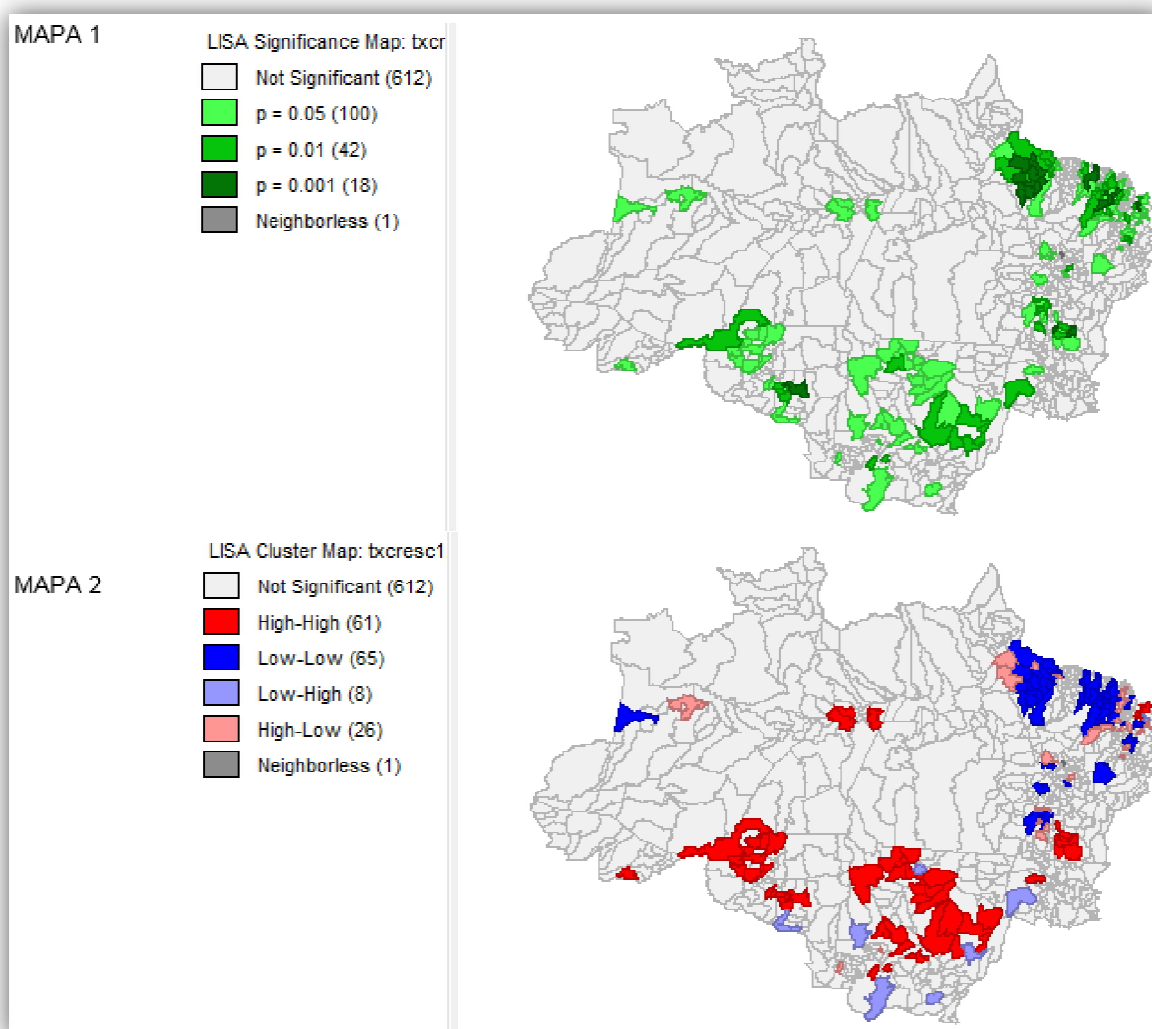 MAPA 1
LISA Significance Map: txcr
Not Significant (612)
p = 0.05 (100)
p = 0.01 (42)
p = 0.001 (18)
Neighborless (1)
MAPA 2
LISA Cluster Map: txcresc1
Not Significant (612)
High-High (61)
Low-Low (65)
Low-High (8)
High-Low (26)
Neighborless (1)